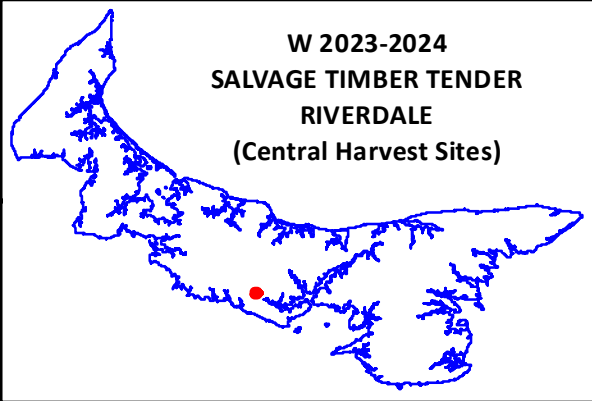 W 2023-2024
SALVAGE TIMBER TENDER
RIVERDALE
(Central Harvest Sites)